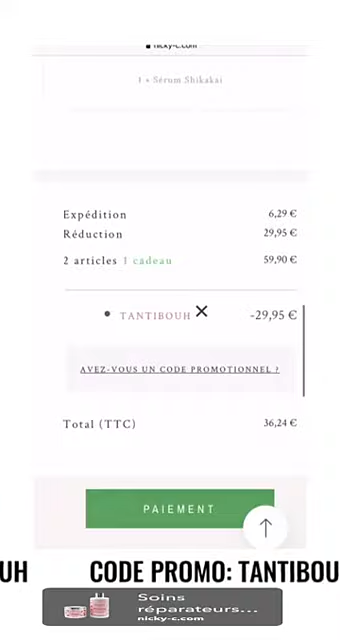 nicky-c.com
1 × Sérum Shikakai
Expédition 6,29 €
Réduction 29,95 €
2 articles 1 cadeau 59,90 €
• TANTIBOUH ✕ -29,95 €
AVEZ-VOUS UN CODE PROMOTIONNEL ?
Total (TTC) 36,24 €
PAIEMENT
UH CODE PROMO: TANTIBOU
Soins
réparateurs...
nicky-c.com